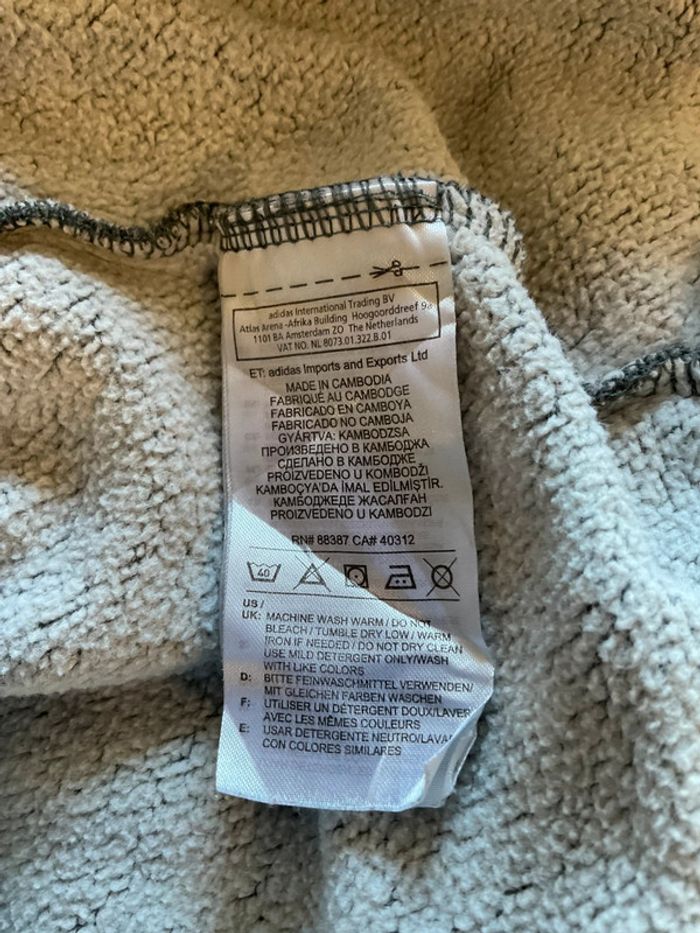 adidas International Trading BV
Atlas Arena -Afrika Building Hoogoorddreef 9a
1101 BA Amsterdam ZO The Netherlands
VAT NO. NL 8073.01.322.B.01
ET: adidas Imports and Exports Ltd
MADE IN CAMBODIA
FABRIQUÉ AU CAMBODGE
FABRICADO EN CAMBOYA
FABRICADO NO CAMBOJA
GYÁRTVA: KAMBODZSA
ПРОИЗВЕДЕНО В КАМБОДЖА
СДЕЛАНО В КАМБОДЖЕ
PROIZVEDENO U KOMBODŽI
KAMBOÇYA'DA İMAL EDİLMİŞTİR.
КАМБОДЖЕДЕ ЖАСАЛҒАН
PROIZVEDENO U KAMBODZI
RN# 88387 CA# 40312
40
US /
UK: MACHINE WASH WARM / DO NOT
BLEACH / TUMBLE DRY LOW / WARM
IRON IF NEEDED / DO NOT DRY CLEAN
USE MILD DETERGENT ONLY/WASH
WITH LIKE COLORS
D: BITTE FEINWASCHMITTEL VERWENDEN/
MIT GLEICHEN FARBEN WASCHEN
F: UTILISER UN DÉTERGENT DOUX/LAVER
AVEC LES MÊMES COULEURS
E: USAR DETERGENTE NEUTRO/LAVA
CON COLORES SIMILARES